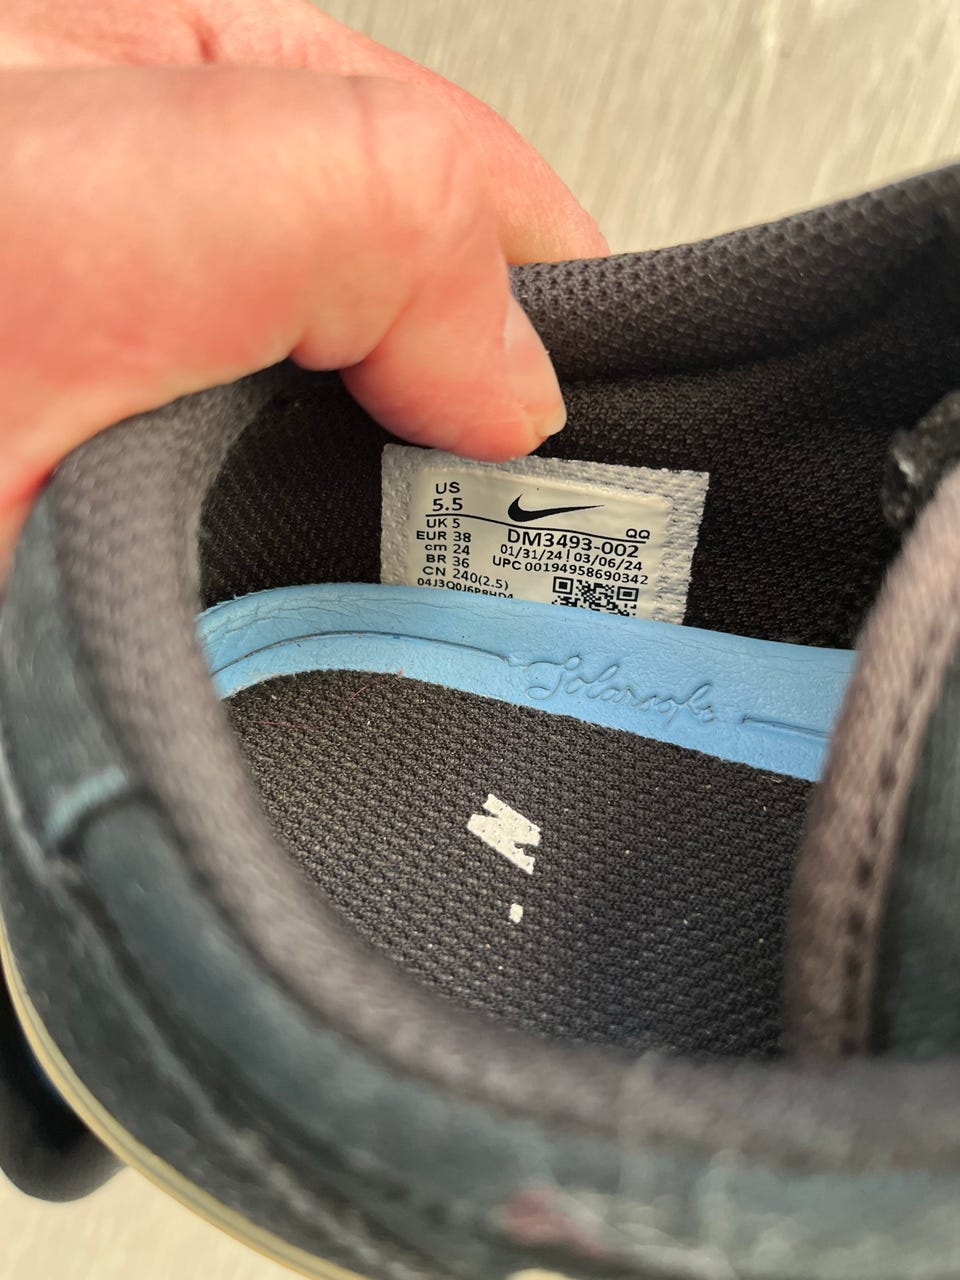 US
5.5
UK 5
EUR 38
cm 24
BR 36
CN 240(2.5)
QQ
DM3493-002
01/31/24 | 03/06/24
UPC 00194958690342
Solarsoft
N.